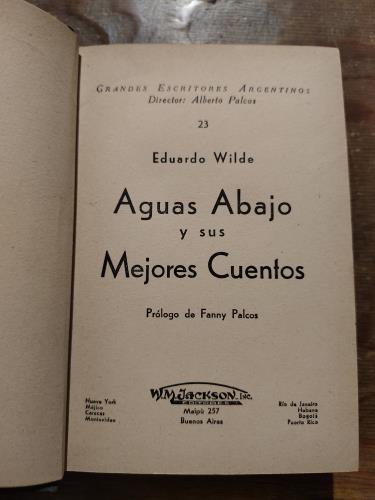 GRANDES ESCRITORES ARGENTINOS
Director: Alberto Palcos
23
Eduardo Wilde
Aguas Abajo
y sus
Mejores Cuentos
Prólogo de Fanny Palcos
W.M. JACKSON, Inc.
EDITORES
Maipú 257
Buenos Aires
Nueva York
Méjico
Caracas
Montevideo
Río de Janeiro
Habana
Bogotá
Puerto Rico